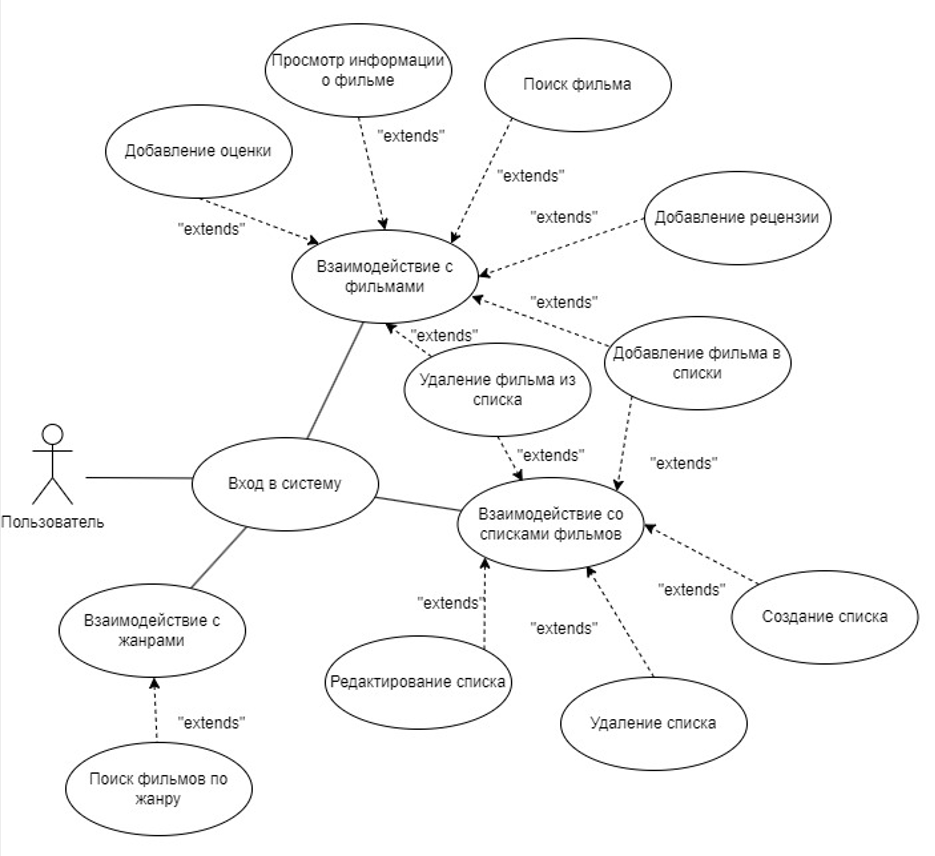 Просмотр информации
о фильме
Поиск фильма
"extends"
Добавление оценки
"extends"
"extends"
Добавление рецензии
"extends"
Взаимодействие с
фильмами
"extends"
"extends"
Добавление фильма в
списки
Удаление фильма из
списка
"extends"
"extends"
Вход в систему
Пользователь
Взаимодействие со
списками фильмов
"extends"
"extends"
Создание списка
"extends"
Взаимодействие с
жанрами
Редактирование списка
Удаление списка
"extends"
Поиск фильмов по
жанру